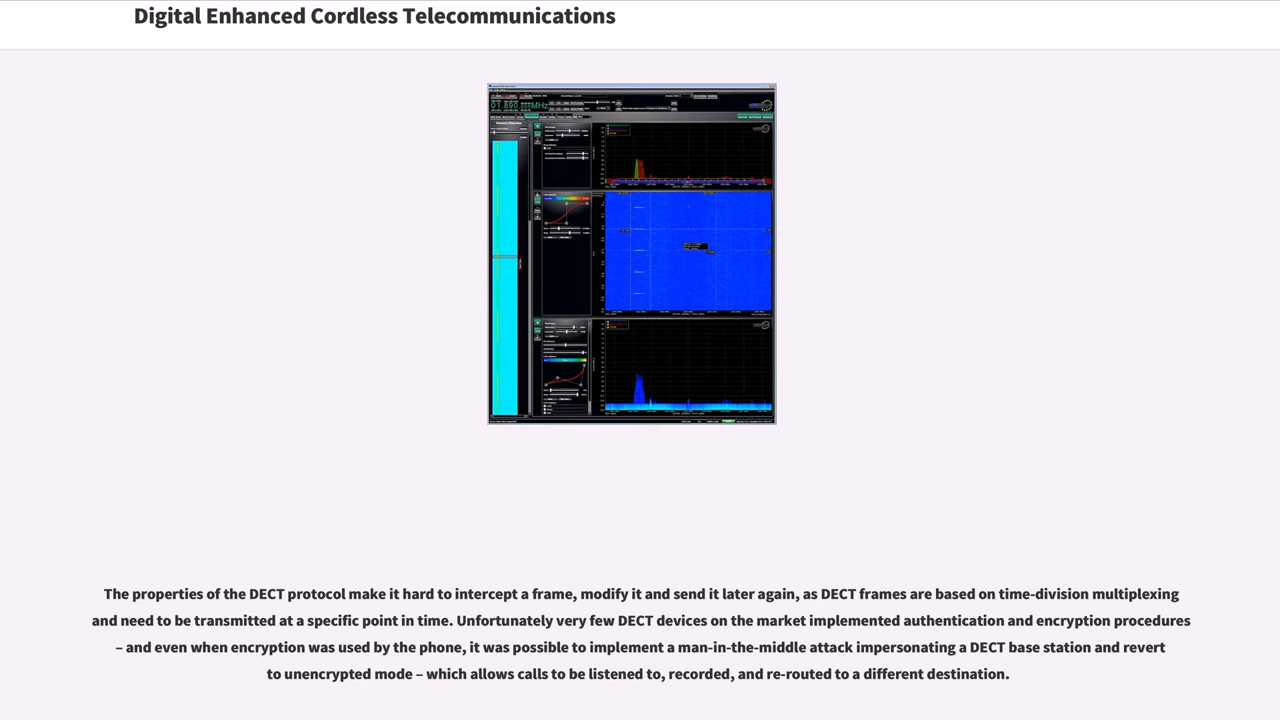 Digital Enhanced Cordless Telecommunications
The properties of the DECT protocol make it hard to intercept a frame, modify it and send it later again, as DECT frames are based on time-division multiplexing
and need to be transmitted at a specific point in time. Unfortunately very few DECT devices on the market implemented authentication and encryption procedures
– and even when encryption was used by the phone, it was possible to implement a man-in-the-middle attack impersonating a DECT base station and revert
to unencrypted mode – which allows calls to be listened to, recorded, and re-routed to a different destination.